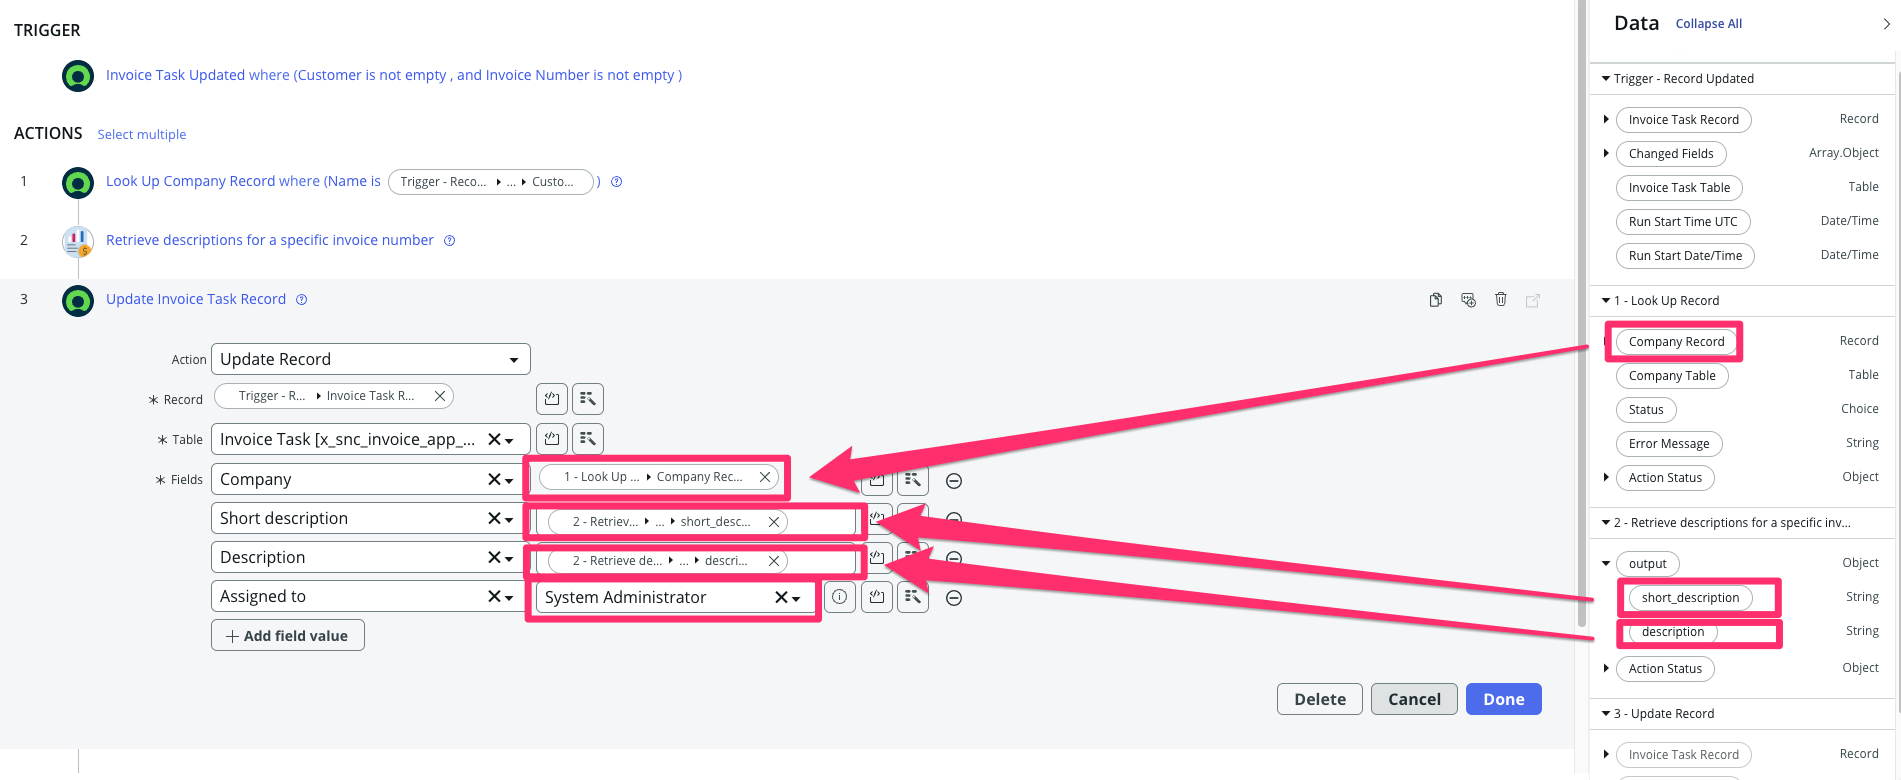 TRIGGER
Invoice Task Updated where (Customer is not empty , and Invoice Number is not empty )
ACTIONS Select multiple
1 Look Up Company Record where (Name is Trigger - Reco... ... Custo... )
2 Retrieve descriptions for a specific invoice number
3 Update Invoice Task Record
Action Update Record
* Record Trigger - R... Invoice Task R...
* Table Invoice Task [x_snc_invoice_app_...
* Fields Company 1 - Look Up ... Company Rec...
Short description 2 - Retriev... ... short_desc...
Description 2 - Retrieve de... ... descri...
Assigned to System Administrator
+ Add field value
Delete Cancel Done
Data Collapse All
Trigger - Record Updated
Invoice Task Record Record
Changed Fields Array.Object
Invoice Task Table Table
Run Start Time UTC Date/Time
Run Start Date/Time Date/Time
1 - Look Up Record
Company Record Record
Company Table Table
Status Choice
Error Message String
Action Status Object
2 - Retrieve descriptions for a specific inv...
output Object
short_description String
description String
Action Status Object
3 - Update Record
Invoice Task Record Record